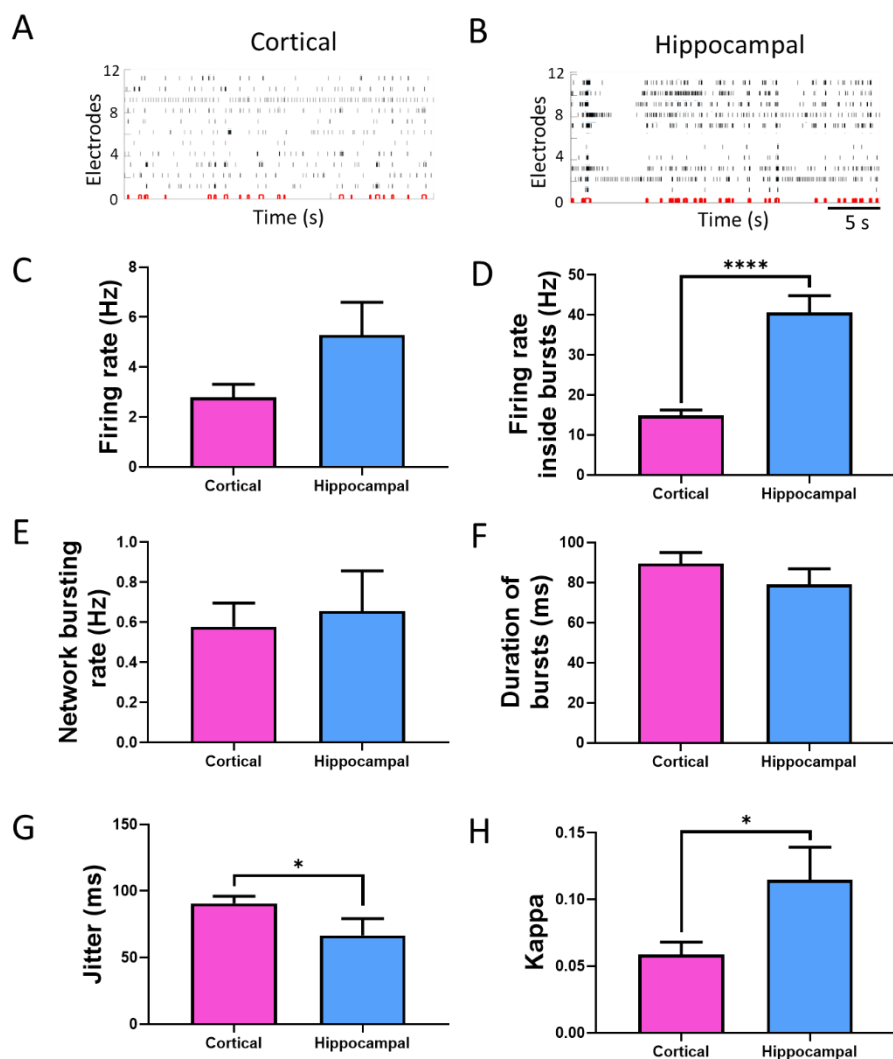 A
Cortical
12
8
4
0
Electrodes
Time (s)
B
Hippocampal
12
8
4
0
Electrodes
Time (s)
5 s
C
Firing rate (Hz)
8
6
4
2
0
Cortical
Hippocampal
D
Firing rate
inside bursts (Hz)
50
40
30
20
10
0
****
Cortical
Hippocampal
E
Network bursting
rate (Hz)
1.0
0.8
0.6
0.4
0.2
0.0
Cortical
Hippocampal
F
Duration of
bursts (ms)
100
80
60
40
20
0
Cortical
Hippocampal
G
Jitter (ms)
150
100
50
0
*
Cortical
Hippocampal
H
Kappa
0.15
0.10
0.05
0.00
*
Cortical
Hippocampal